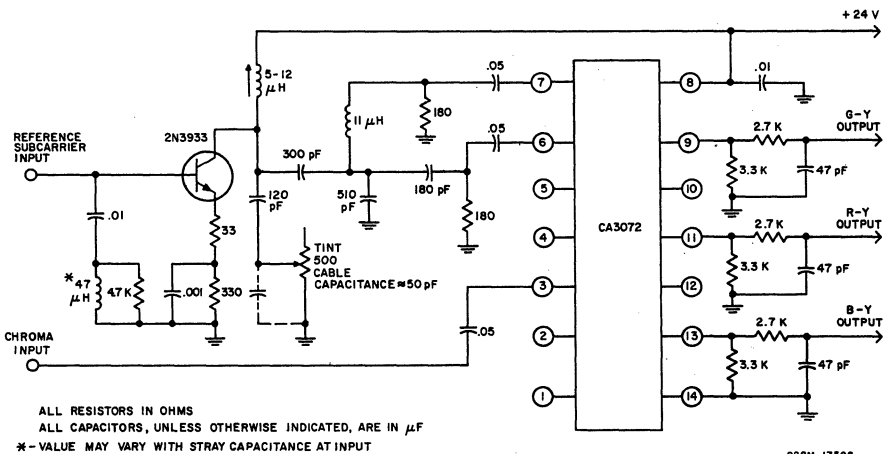 + 24 V
5-12
μH
.05
7
8
.01
11 μH
180
2N3933
REFERENCE
SUBCARRIER
INPUT
.05
6
9
2.7 K
G-Y
OUTPUT
300 pF
3.3 K
47 pF
120
pF
510
pF
180 pF
5
10
180
CA3072
.01
33
4
11
2.7 K
R-Y
OUTPUT
TINT
500
CABLE
CAPACITANCE ≈ 50 pF
3.3 K
47 pF
*
47
μH
4.7 K
.001
330
3
12
CHROMA
INPUT
.05
2
13
2.7 K
B-Y
OUTPUT
3.3 K
47 pF
1
14
ALL RESISTORS IN OHMS
ALL CAPACITORS, UNLESS OTHERWISE INDICATED, ARE IN μF
* - VALUE MAY VARY WITH STRAY CAPACITANCE AT INPUT